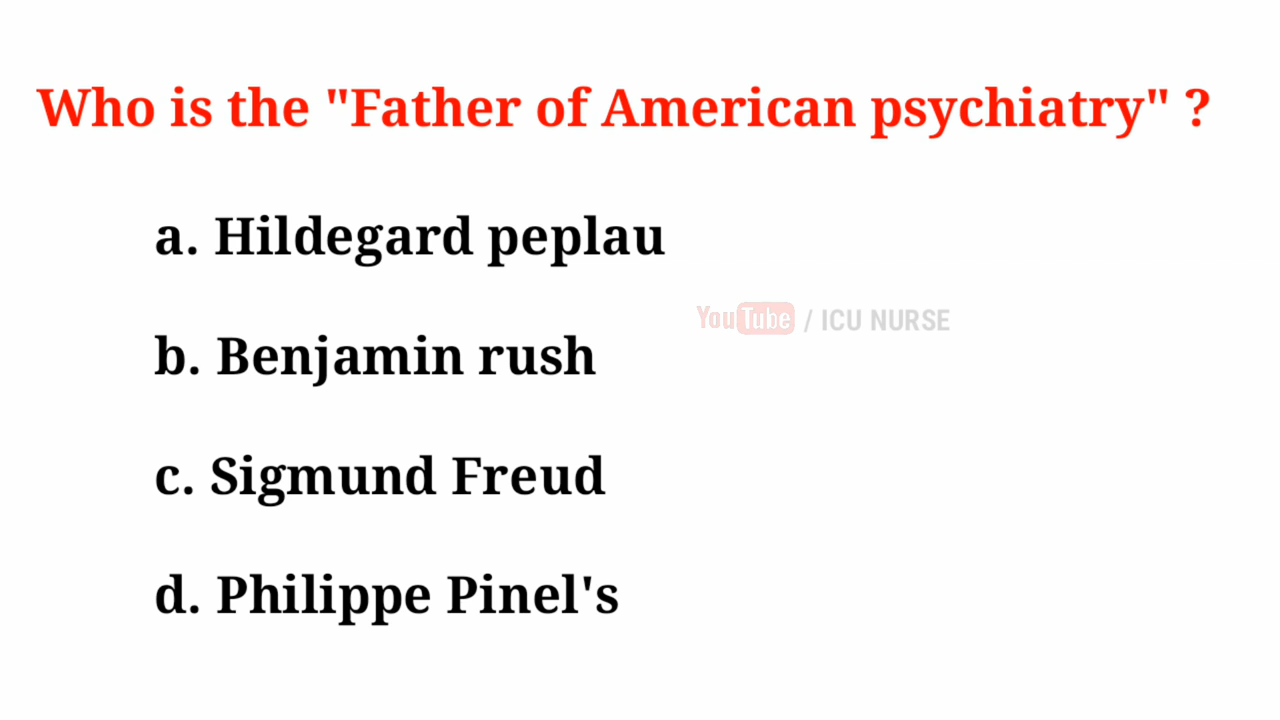 Who is the "Father of American psychiatry" ?
a. Hildegard peplau
YouTube / ICU NURSE
b. Benjamin rush
c. Sigmund Freud
d. Philippe Pinel's